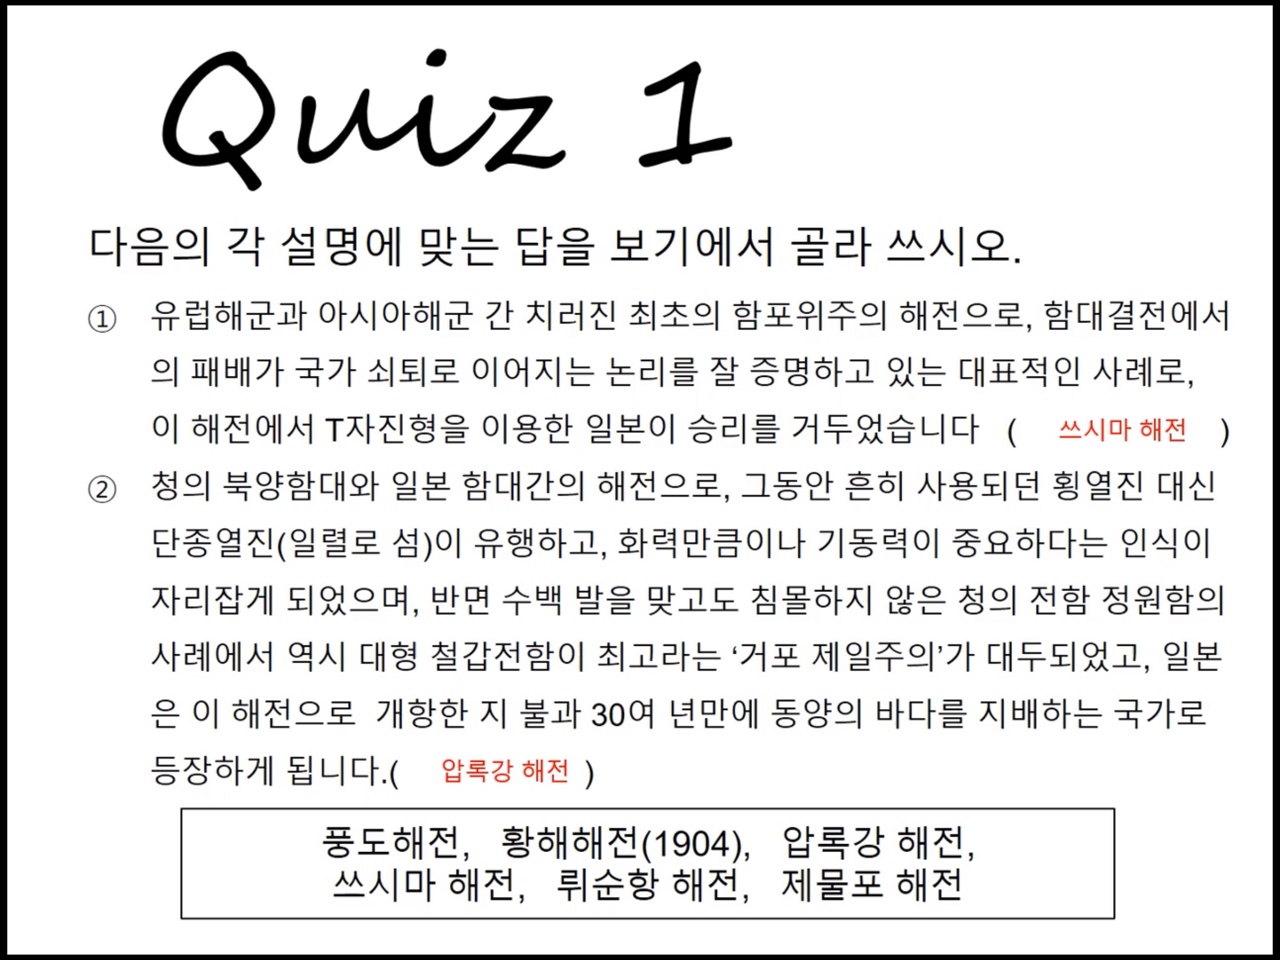 Quiz 1
다음의 각 설명에 맞는 답을 보기에서 골라 쓰시오.
① 유럽해군과 아시아해군 간 치러진 최초의 함포위주의 해전으로, 함대결전에서
의 패배가 국가 쇠퇴로 이어지는 논리를 잘 증명하고 있는 대표적인 사례로,
이 해전에서 T자진형을 이용한 일본이 승리를 거두었습니다 ( 쓰시마 해전 )
② 청의 북양함대와 일본 함대간의 해전으로, 그동안 흔히 사용되던 횡열진 대신
단종열진(일렬로 섬)이 유행하고, 화력만큼이나 기동력이 중요하다는 인식이
자리잡게 되었으며, 반면 수백 발을 맞고도 침몰하지 않은 청의 전함 정원함의
사례에서 역시 대형 철갑전함이 최고라는 ‘거포 제일주의’가 대두되었고, 일본
은 이 해전으로 개항한 지 불과 30여 년만에 동양의 바다를 지배하는 국가로
등장하게 됩니다.( 압록강 해전 )
풍도해전, 황해해전(1904), 압록강 해전,
쓰시마 해전, 뤼순항 해전, 제물포 해전